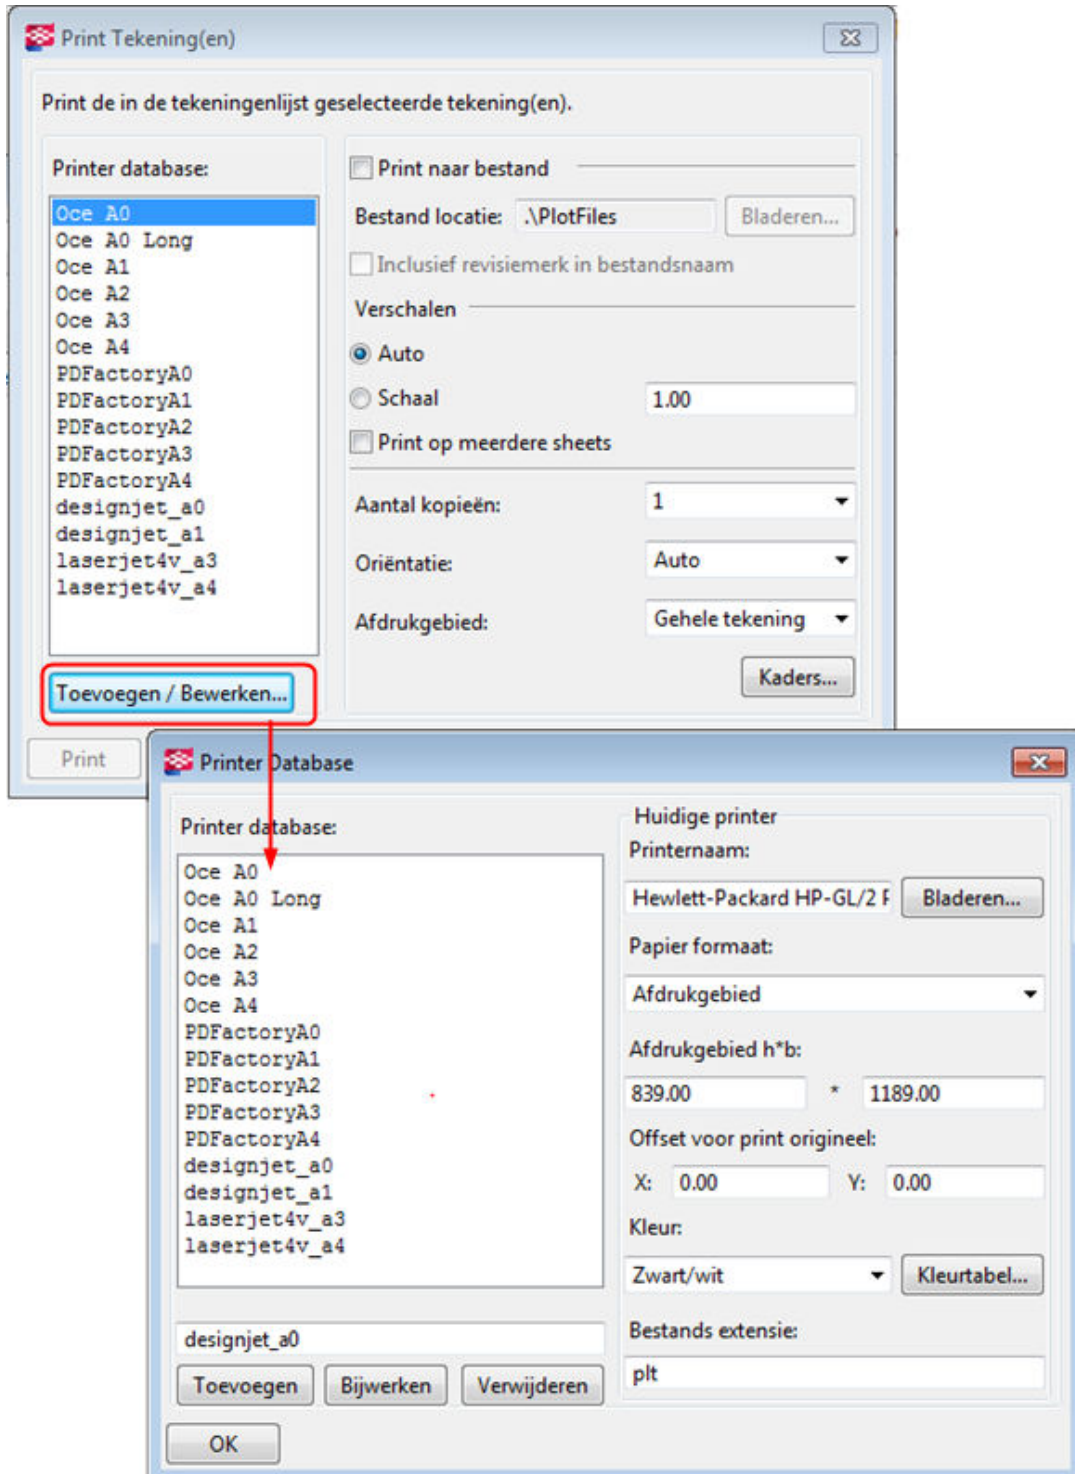 Print Tekening(en)
Print de in de tekeningenlijst geselecteerde tekening(en).
Printer database:
Oce A0
Oce A0 Long
Oce A1
Oce A2
Oce A3
Oce A4
PDFactoryA0
PDFactoryA1
PDFactoryA2
PDFactoryA3
PDFactoryA4
designjet_a0
designjet_a1
laserjet4v_a3
laserjet4v_a4
Toevoegen / Bewerken...
Print naar bestand
Bestand locatie: .\PlotFiles Bladeren...
Inclusief revisiemerk in bestandsnaam
Verschalen
Auto
Schaal 1.00
Print op meerdere sheets
Aantal kopieën: 1
Oriëntatie: Auto
Afdrukgebied: Gehele tekening
Kaders...
Print
Printer Database
Printer database:
Oce A0
Oce A0 Long
Oce A1
Oce A2
Oce A3
Oce A4
PDFactoryA0
PDFactoryA1
PDFactoryA2
PDFactoryA3
PDFactoryA4
designjet_a0
designjet_a1
laserjet4v_a3
laserjet4v_a4
designjet_a0
Toevoegen Bijwerken Verwijderen
OK
Huidige printer
Printernaam:
Hewlett-Packard HP-GL/2 Bladeren...
Papier formaat:
Afdrukgebied
Afdrukgebied h*b:
839.00 * 1189.00
Offset voor print origineel:
X: 0.00 Y: 0.00
Kleur:
Zwart/wit Kleurtabel...
Bestands extensie:
plt